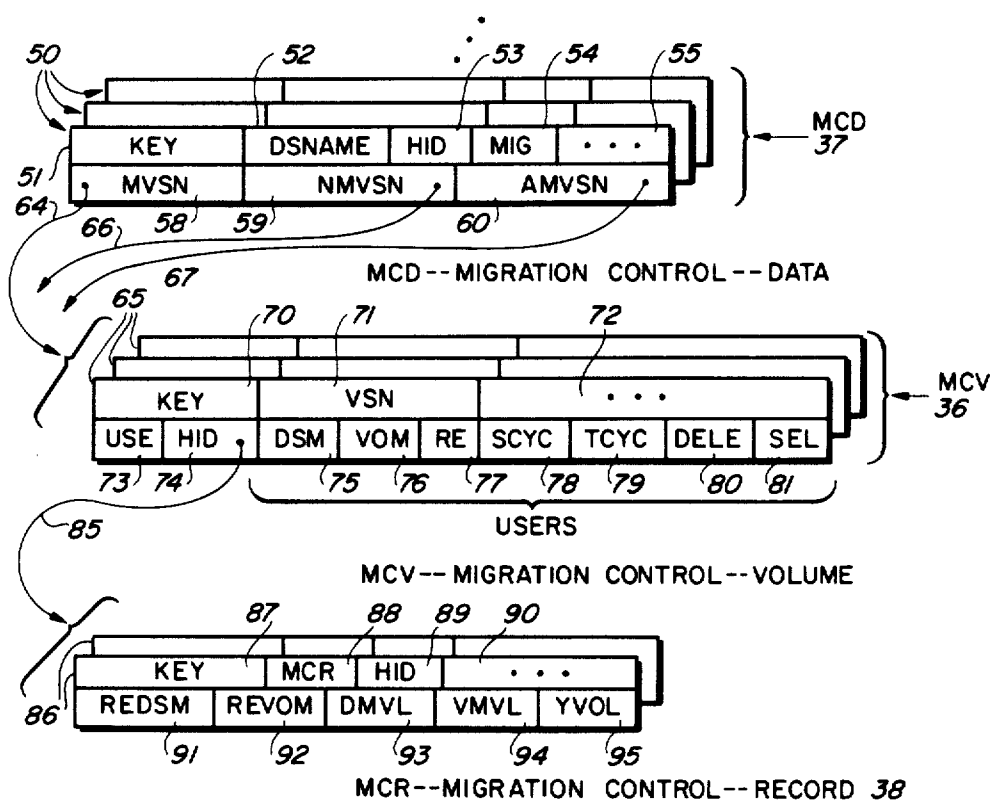 50 52 53 54 55
KEY DSNAME HID MIG • • •
MCD
37
51
MVSN NMVSN AMVSN
64 58 59 60
66
67
MCD--MIGRATION CONTROL--DATA
65 70 71 72
KEY VSN • • •
MCV
36
USE HID DSM VOM RE SCYC TCYC DELE SEL
73 74 75 76 77 78 79 80 81
USERS
85
MCV--MIGRATION CONTROL--VOLUME
87 88 89 90
KEY MCR HID • • •
REDSM REVOM DMVL VMVL YVOL
86
91 92 93 94 95
MCR--MIGRATION CONTROL--RECORD 38